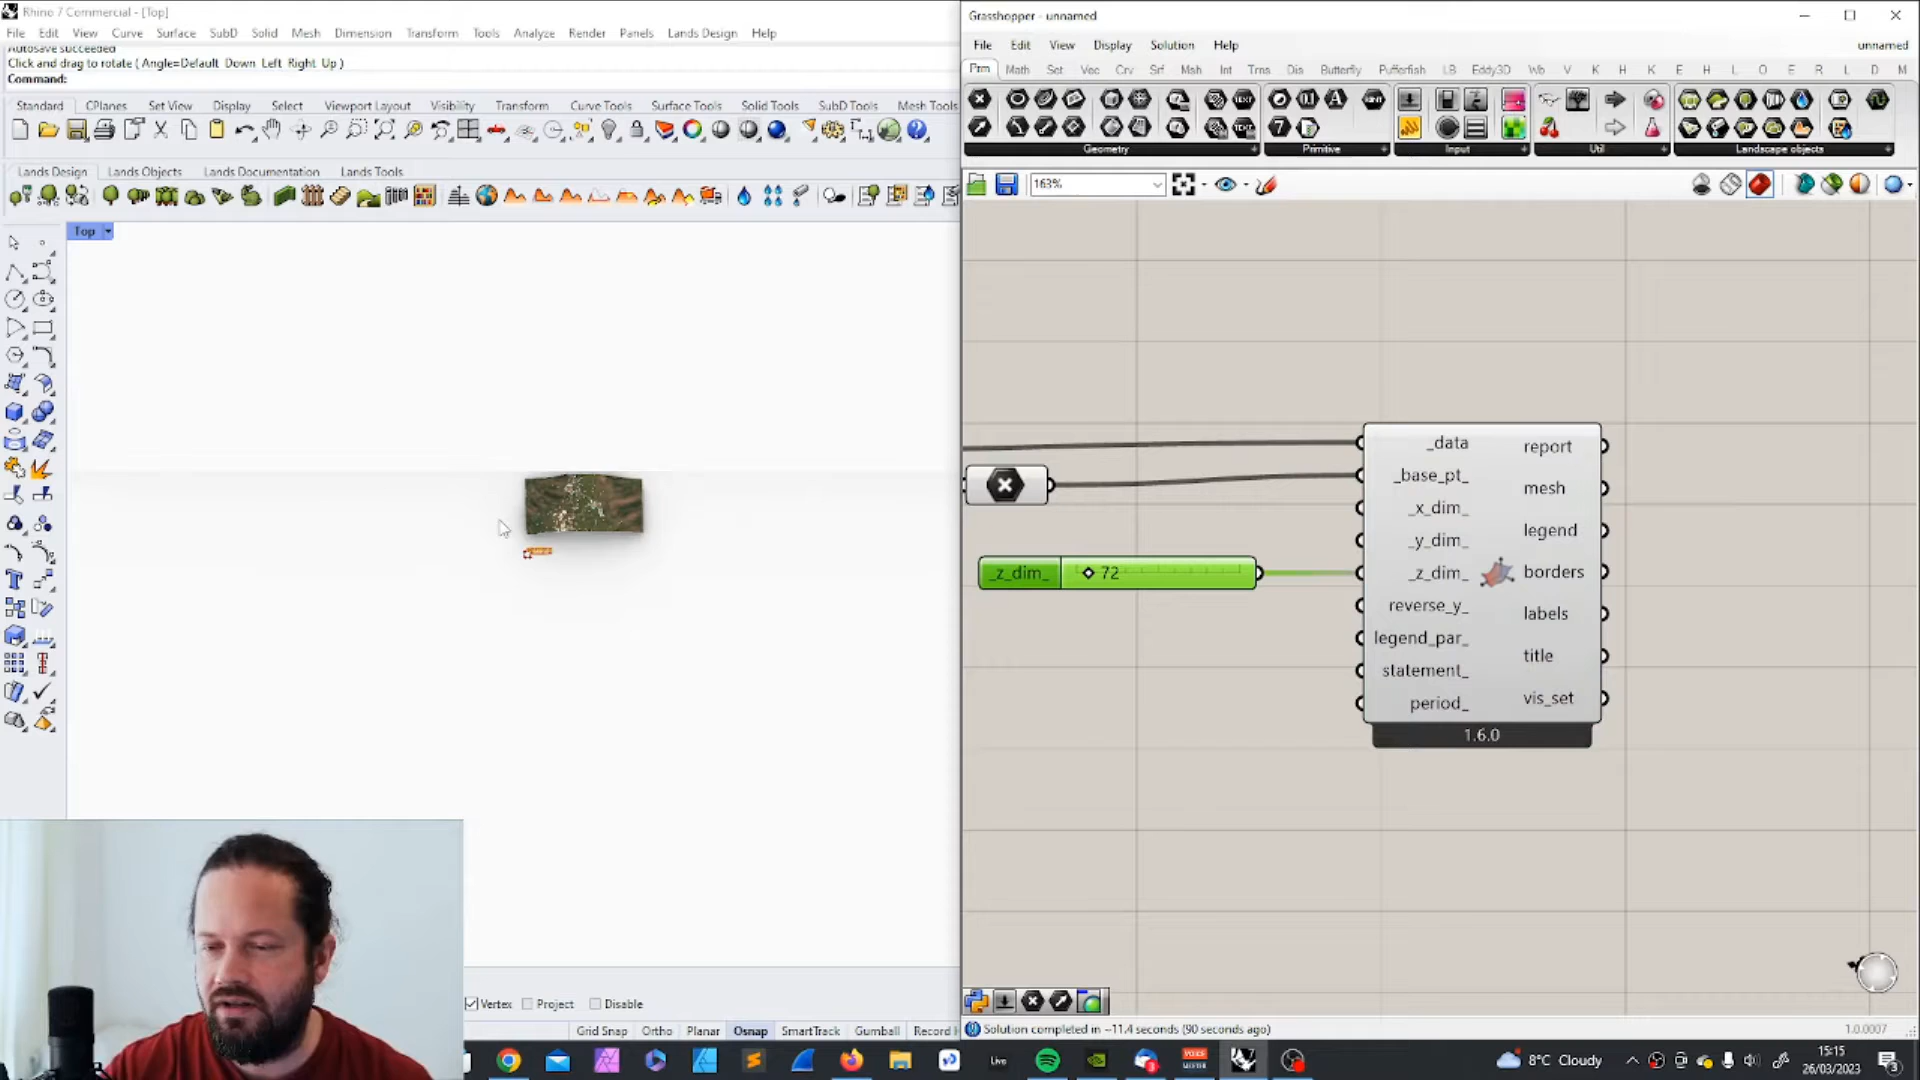 Rhino 7 Commercial - [Top]
File Edit View Curve Surface SubD Solid Mesh Dimension Transform Tools Analyze Render Panels Lands Design Help
Autosave succeeded
Click and drag to rotate ( Angle=Default Down Left Right Up )
Command:
Standard CPlanes Set View Display Select Viewport Layout Visibility Transform Curve Tools Surface Tools Solid Tools SubD Tools Mesh Tools
Lands Design Lands Objects Lands Documentation Lands Tools
Top
Vertex Project Disable
Grid Snap Ortho Planar Osnap SmartTrack Gumball Record H
Grasshopper - unnamed
File Edit View Display Solution Help unnamed
Prm Math Set Vec Crv Srf Msh Int Trns Dis Butterfly Pufferfish LB Eddy3D Wb V K H K E H L O E R L D M
Geometry Primitive Input Util Landscape objects
163%
_data
_base_pt_
_x_dim_
_y_dim_
_z_dim_
reverse_y_
legend_par_
statement_
period_
report
mesh
legend
borders
labels
title
vis_set
1.6.0
_z_dim_ 72
Solution completed in ~11.4 seconds (90 seconds ago) 1.0.0007
Live
8°C Cloudy
15:15
26/03/2023
3